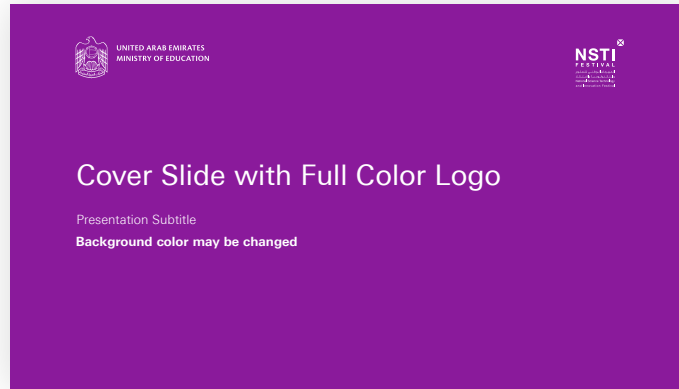 UNITED ARAB EMIRATES
MINISTRY OF EDUCATION
NSTI
FESTIVAL
Cover Slide with Full Color Logo
Presentation Subtitle
Background color may be changed